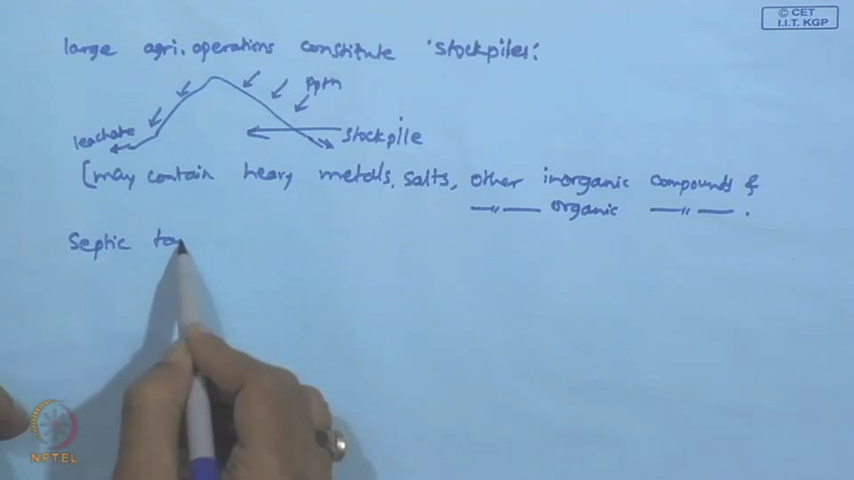 © CET
I.I.T. KGP
large agri. operations constitute 'stockpiles'.
pptn
leachate
stockpile
[may contain heavy metals, salts, other inorganic compounds &
—〃— organic —〃— .
Septic ta
NPTEL